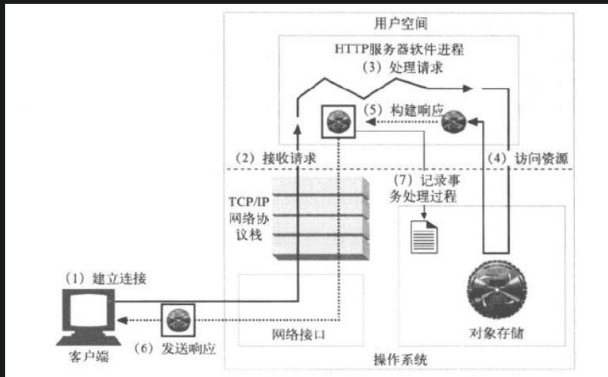 用户空间
HTTP服务器软件进程
（3）处理请求
（5）构建响应
（2）接收请求
（4）访问资源
（7）记录事
务处理过程
TCP/IP
网络协
议栈
（1）建立连接
网络接口
对象存储
（6）发送响应
客户端
操作系统